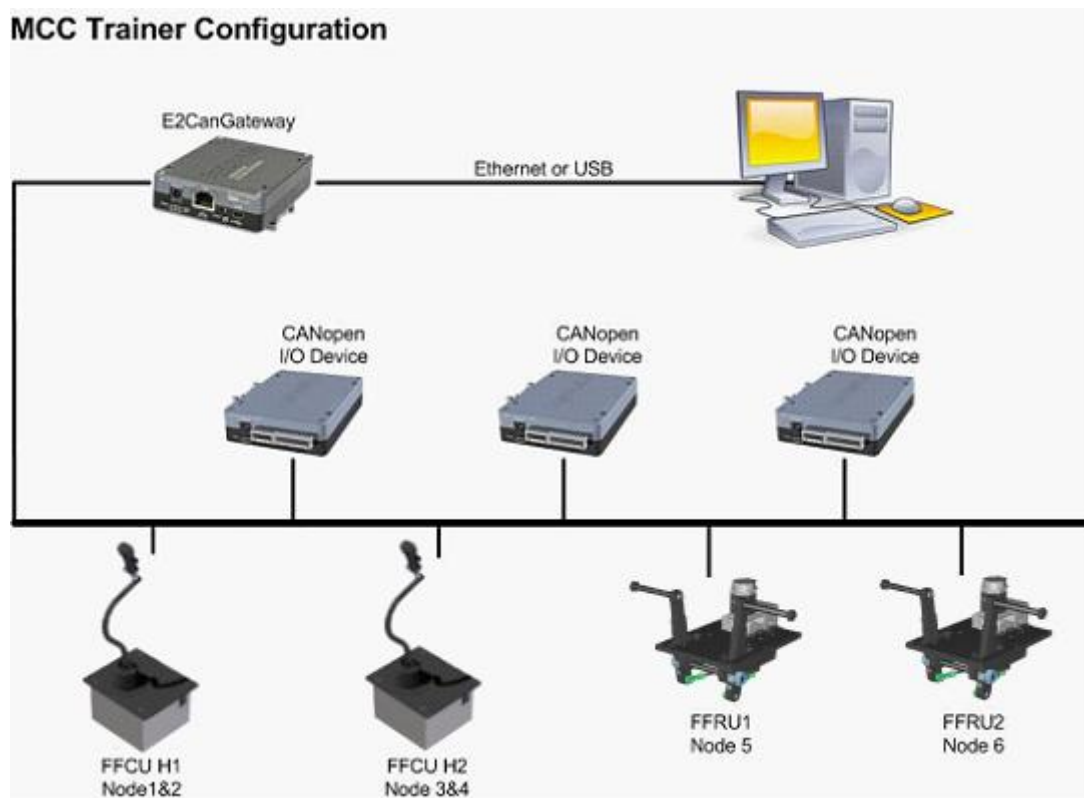 MCC Trainer Configuration
E2CanGateway
Ethernet or USB
CANopen
I/O Device
CANopen
I/O Device
CANopen
I/O Device
FFCU H1
Node1&2
FFCU H2
Node 3&4
FFRU1
Node 5
FFRU2
Node 6